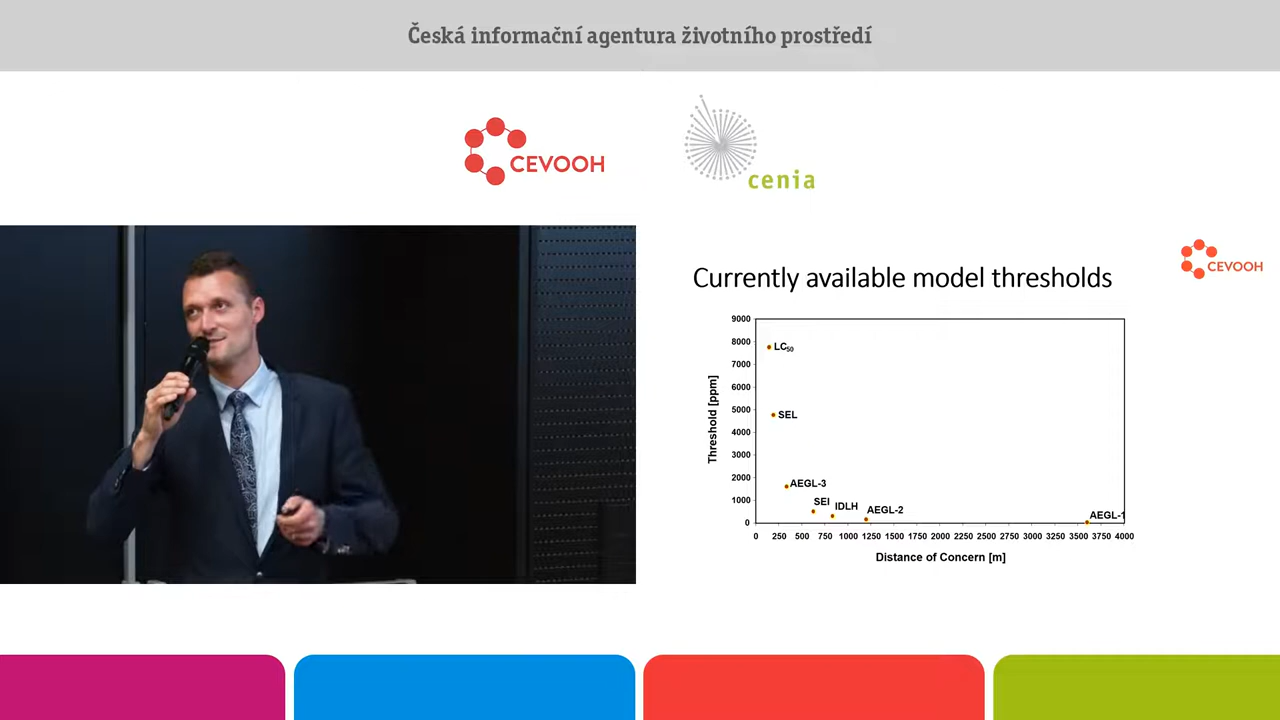 Česká informační agentura životního prostředí
CEVOOH
cenia
CEVOOH
Currently available model thresholds
9000
8000
7000
6000
5000
4000
3000
2000
1000
0
Threshold [ppm]
LC50
SEL
AEGL-3
SEI
IDLH
AEGL-2
AEGL-1
0 250 500 750 1000 1250 1500 1750 2000 2250 2500 2750 3000 3250 3500 3750 4000
Distance of Concern [m]